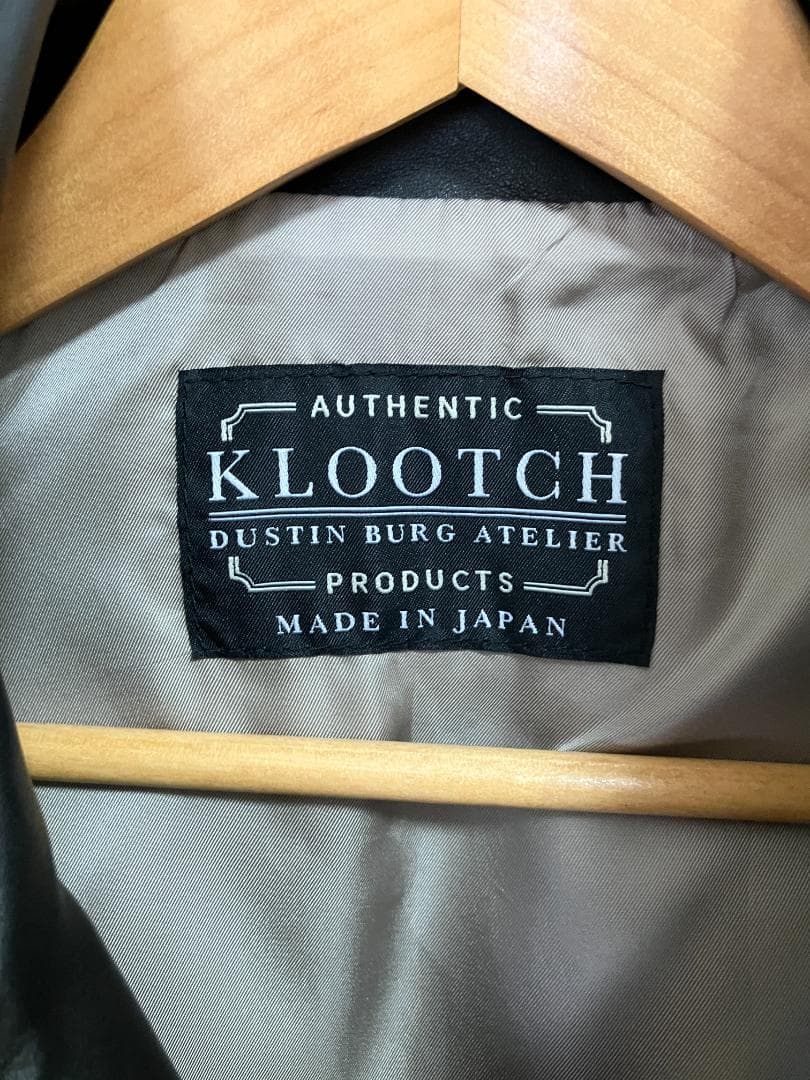 AUTHENTIC
KLOOTCH
DUSTIN BURG ATELIER
PRODUCTS
MADE IN JAPAN